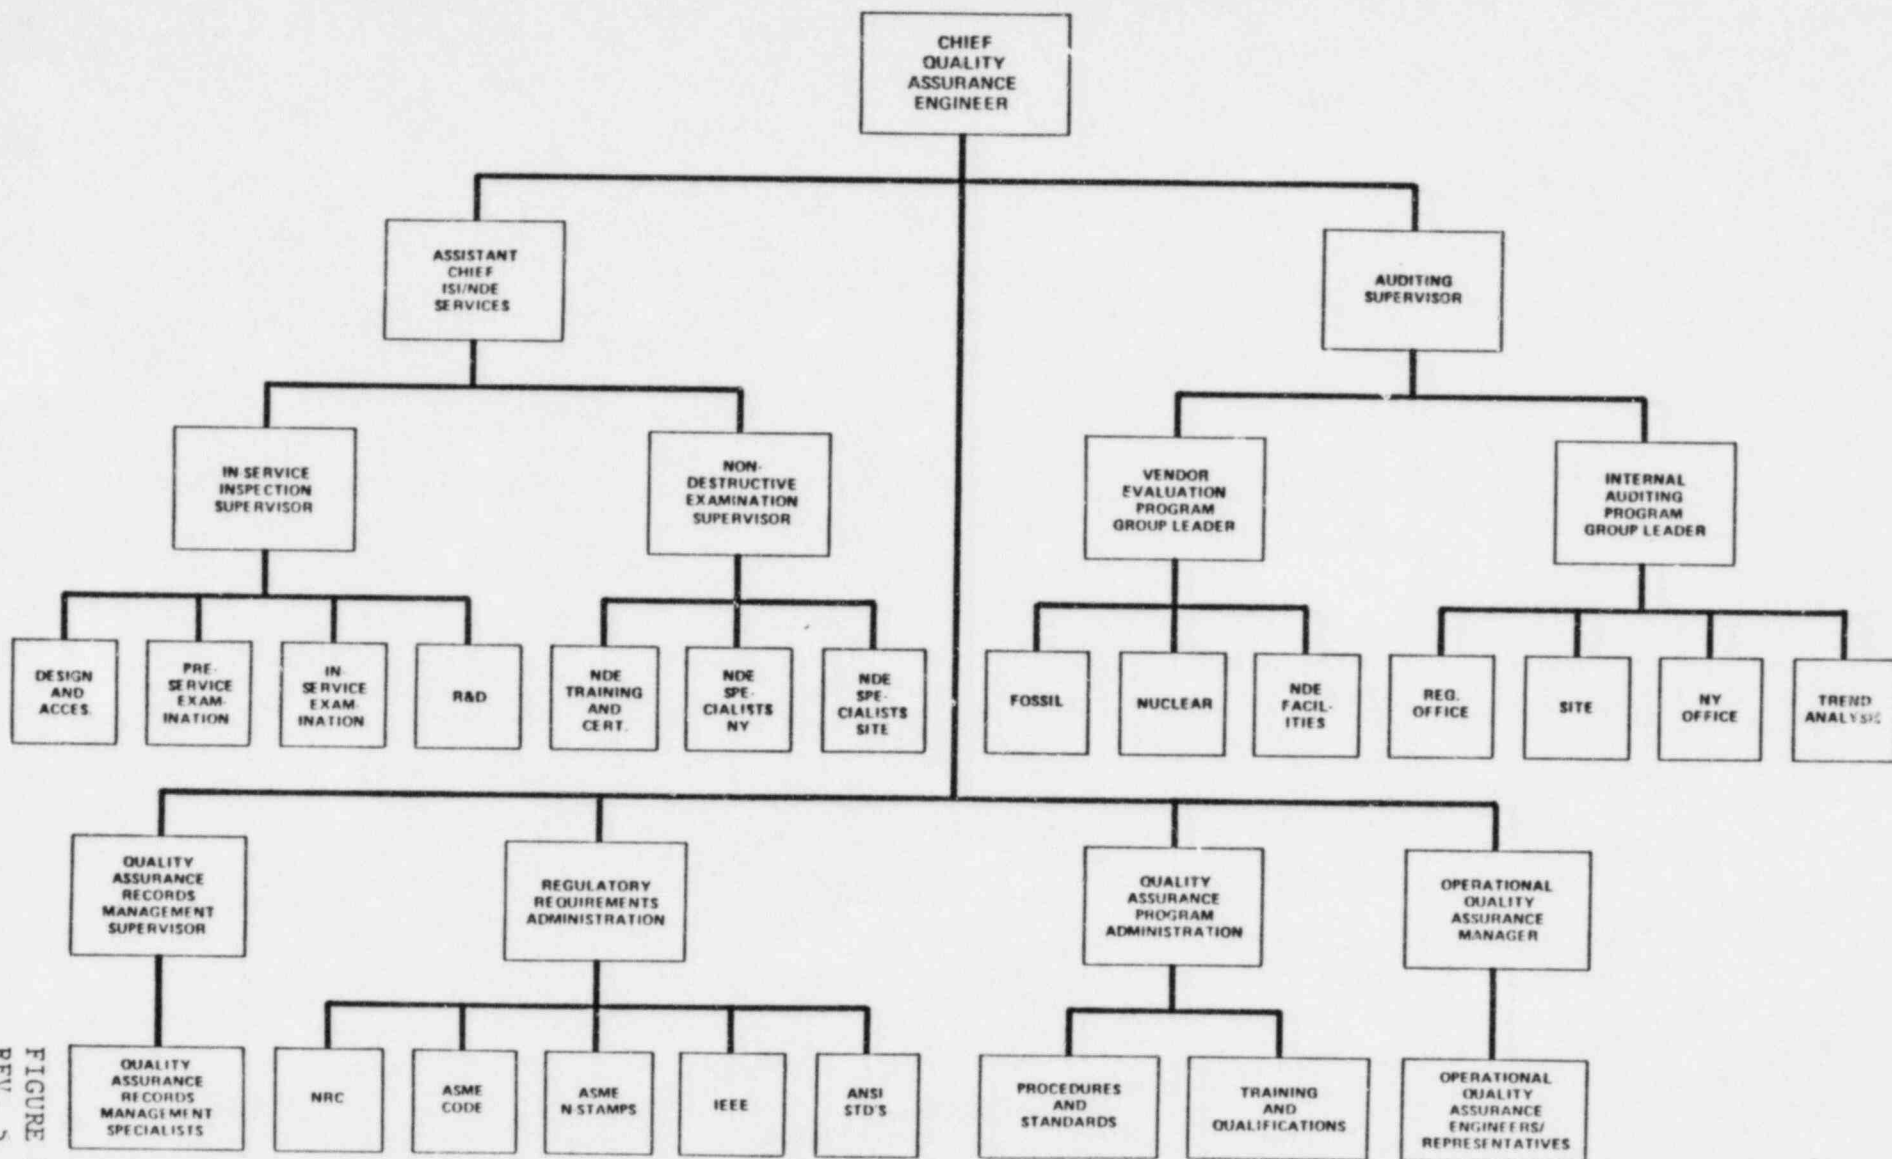 CHIEF
QUALITY
ASSURANCE
ENGINEER
ASSISTANT
CHIEF
ISI/NDE
SERVICES
AUDITING
SUPERVISOR
IN-SERVICE
INSPECTION
SUPERVISOR
NON-
DESTRUCTIVE
EXAMINATION
SUPERVISOR
VENDOR
EVALUATION
PROGRAM
GROUP LEADER
INTERNAL
AUDITING
PROGRAM
GROUP LEADER
DESIGN
AND
ACCES.
PRE-
SERVICE
EXAM-
INATION
IN-
SERVICE
EXAM-
INATION
R&D
NDE
TRAINING
AND
CERT.
NDE
SPE-
CIALISTS
NY
NDE
SPE-
CIALISTS
SITE
FOSSIL
NUCLEAR
NDE
FACIL-
ITIES
REG.
OFFICE
SITE
NY
OFFICE
TREND
ANALYSIS
QUALITY
ASSURANCE
RECORDS
MANAGEMENT
SUPERVISOR
REGULATORY
REQUIREMENTS
ADMINISTRATION
QUALITY
ASSURANCE
PROGRAM
ADMINISTRATION
OPERATIONAL
QUALITY
ASSURANCE
MANAGER
QUALITY
ASSURANCE
RECORDS
MANAGEMENT
SPECIALISTS
NRC
ASME
CODE
ASME
N-STAMPS
IEEE
ANSI
STD'S
PROCEDURES
AND
STANDARDS
TRAINING
AND
QUALIFICATIONS
OPERATIONAL
QUALITY
ASSURANCE
ENGINEERS/
REPRESENTATIVES
FIGURE